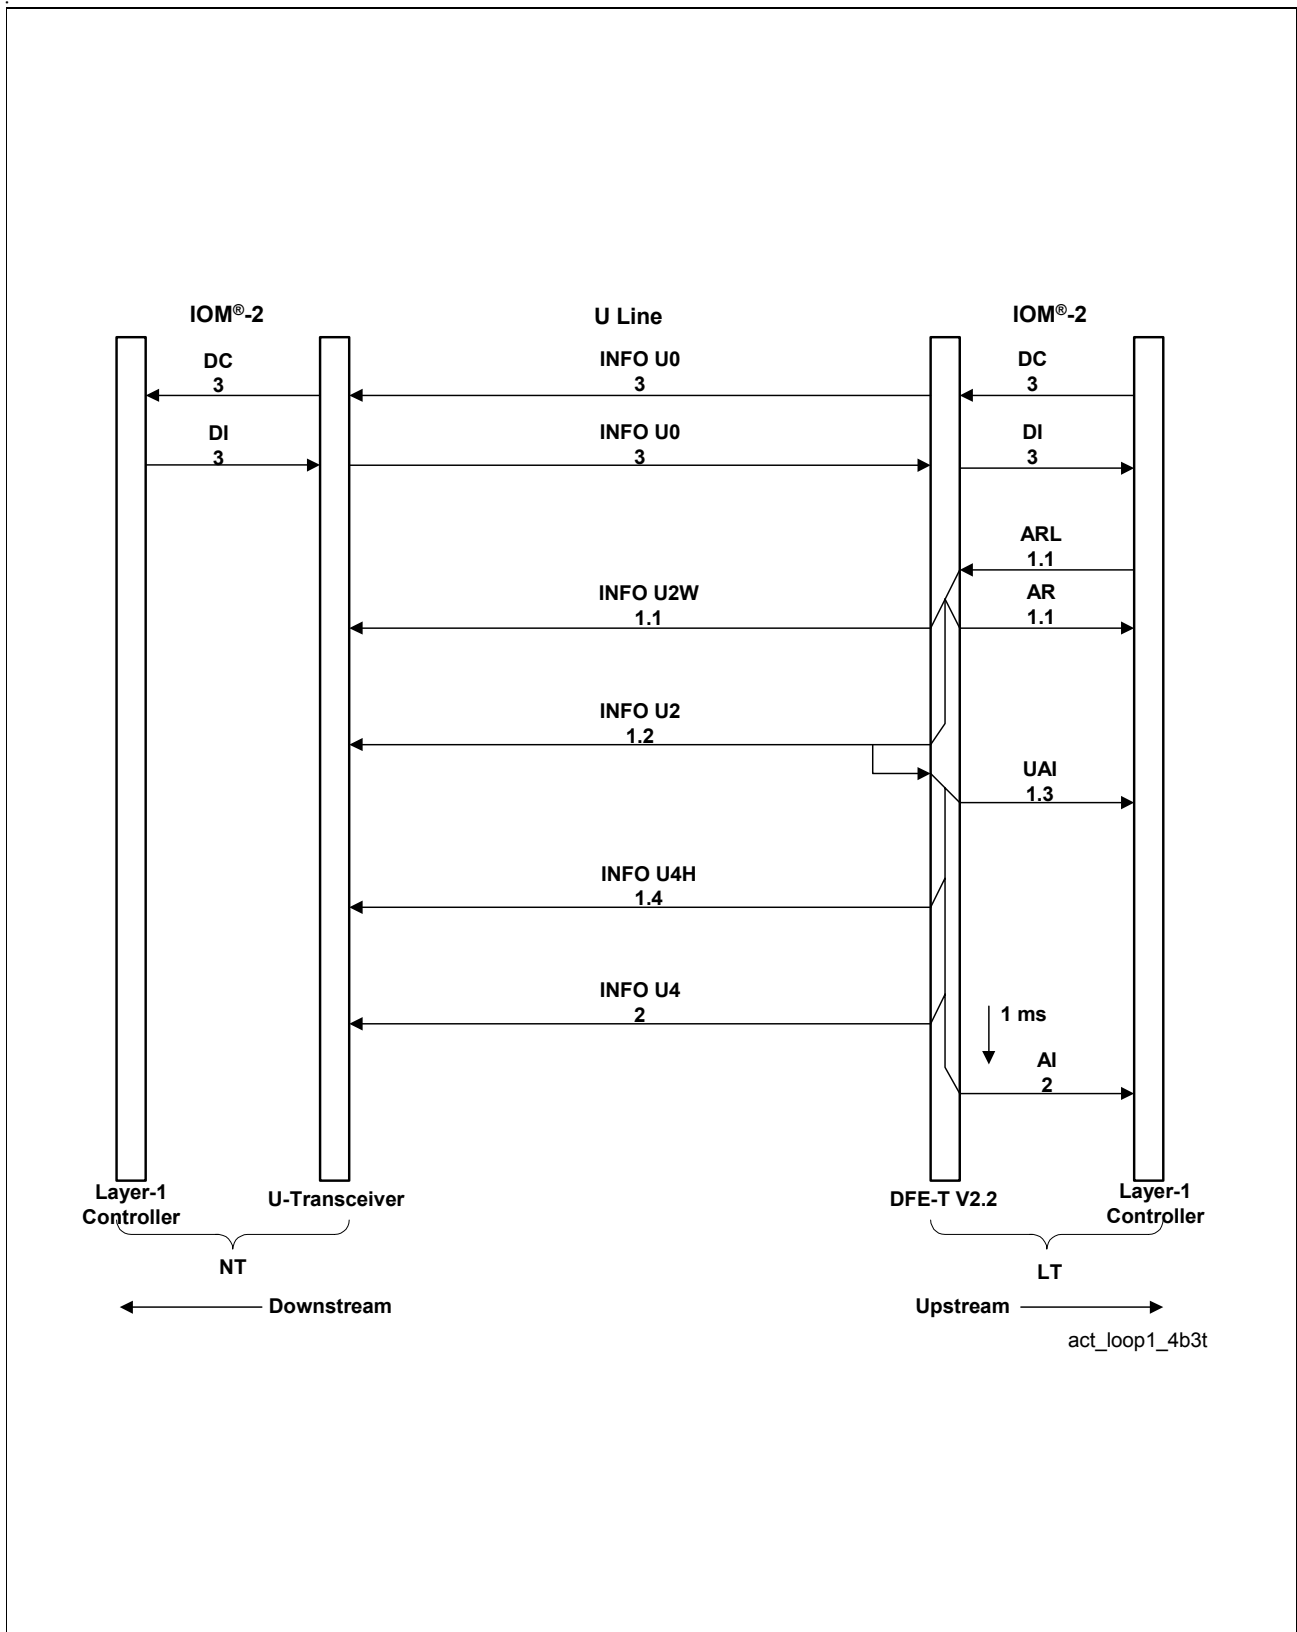 IOM®-2
U Line
IOM®-2
DC
3
INFO U0
3
DC
3
DI
3
INFO U0
3
DI
3
ARL
1.1
INFO U2W
1.1
AR
1.1
INFO U2
1.2
UAI
1.3
INFO U4H
1.4
INFO U4
2
1 ms
AI
2
Layer-1
Controller
U-Transceiver
DFE-T V2.2
Layer-1
Controller
NT
LT
Downstream
Upstream
act_loop1_4b3t